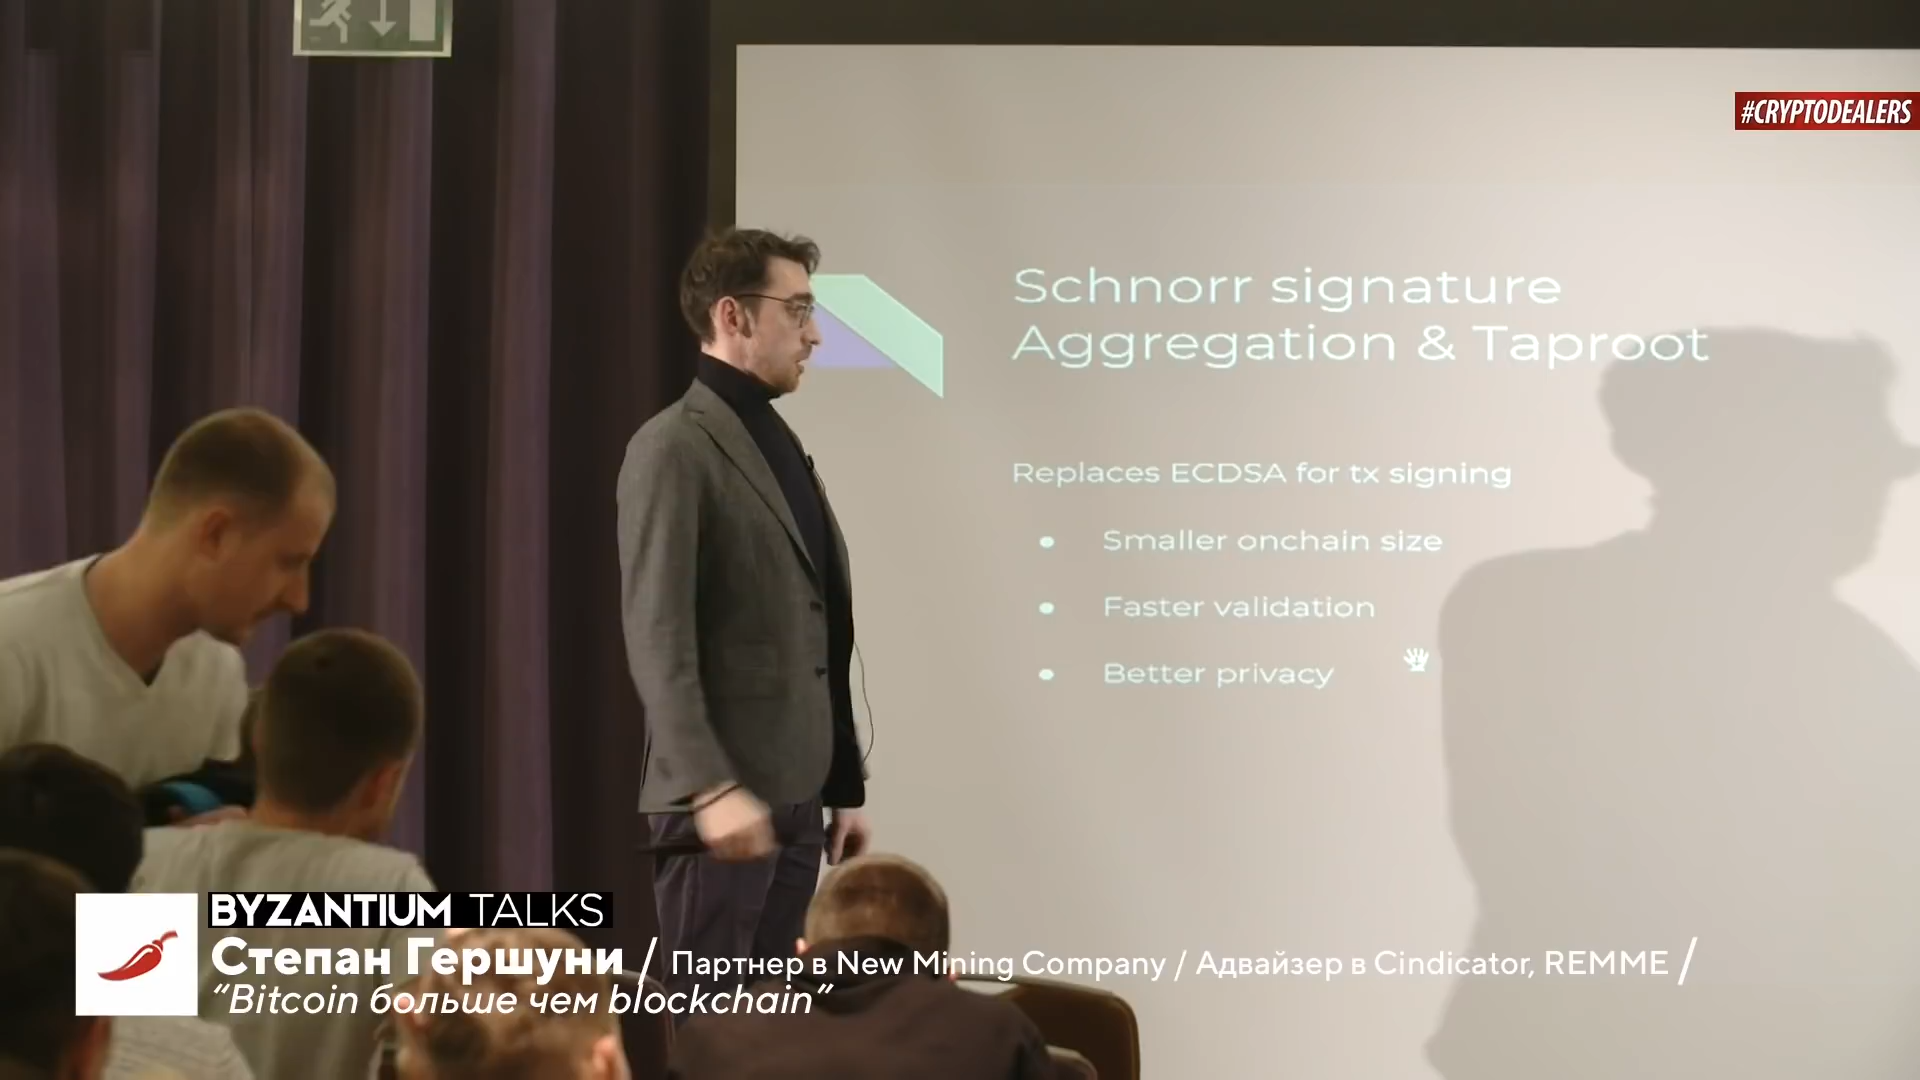 #CRYPTODEALERS
Schnorr signature
Aggregation & Taproot
Replaces ECDSA for tx signing
• Smaller onchain size
• Faster validation
• Better privacy
BYZANTIUM TALKS
Степан Гершуни / Партнер в New Mining Company / Адвайзер в Cindicator, REMME /
“Bitcoin больше чем blockchain”